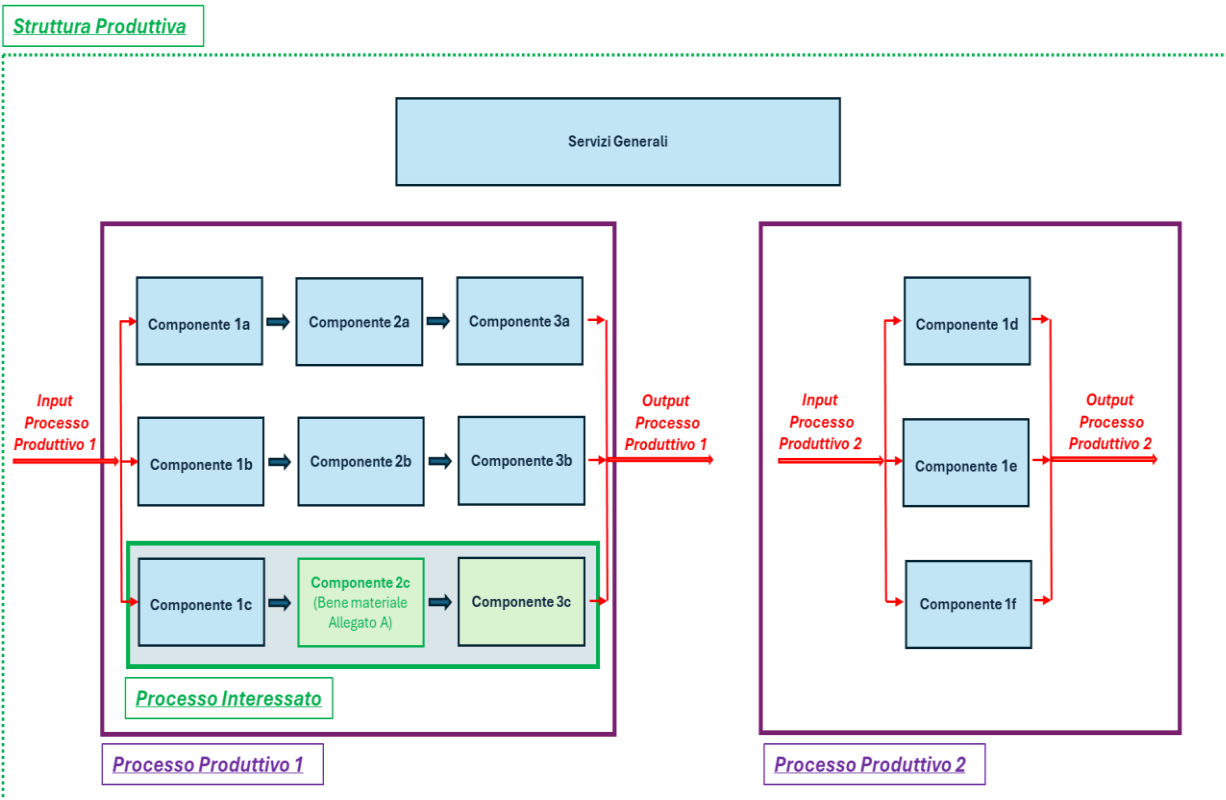 Struttura Produttiva
Servizi Generali
Componente 1a
Componente 2a
Componente 3a
Input
Processo
Produttivo 1
Componente 1b
Componente 2b
Componente 3b
Output
Processo
Produttivo 1
Componente 1c
Componente 2c
(Bene materiale
Allegato A)
Componente 3c
Processo Interessato
Processo Produttivo 1
Componente 1d
Input
Processo
Produttivo 2
Componente 1e
Output
Processo
Produttivo 2
Componente 1f
Processo Produttivo 2